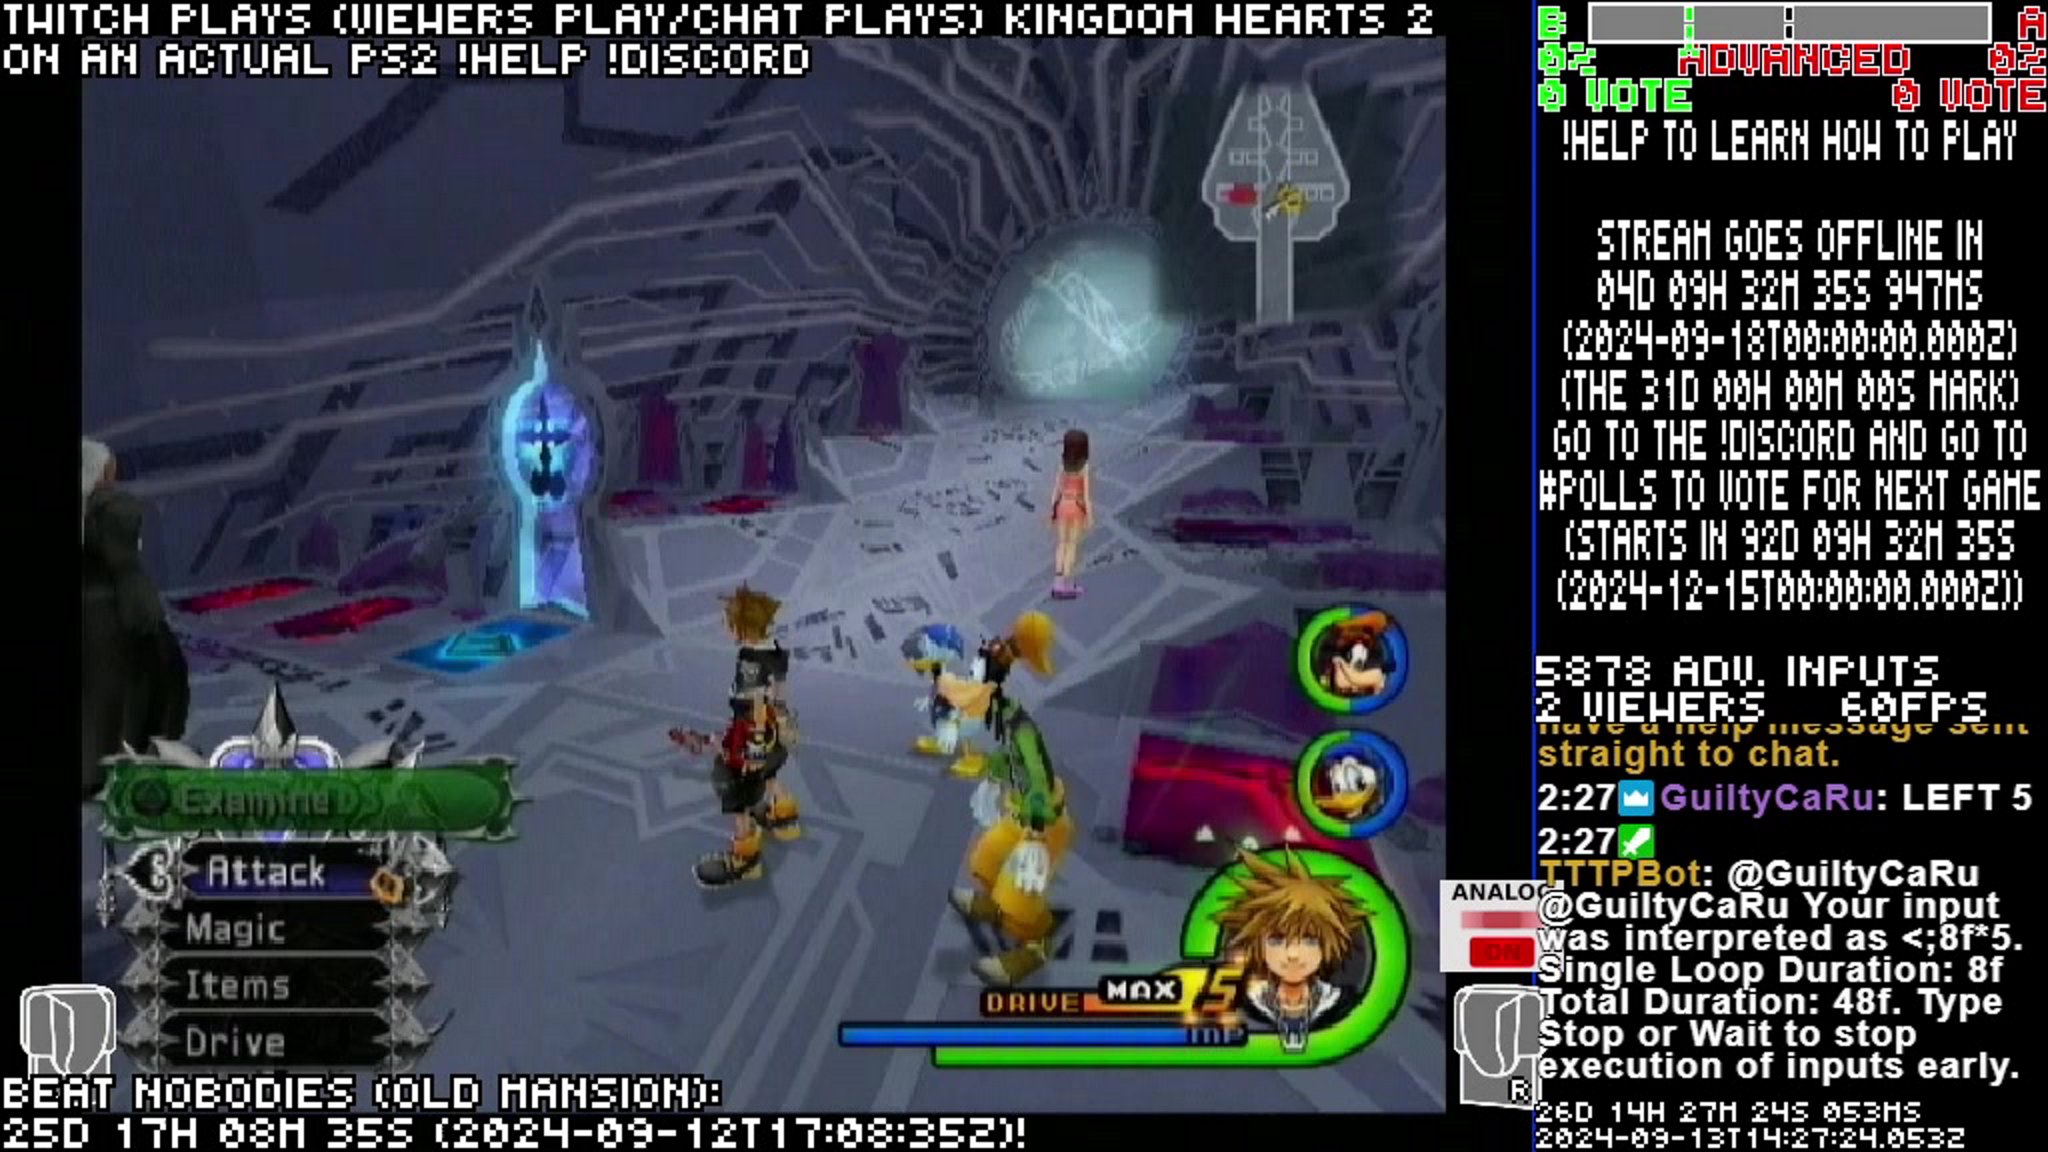 TWITCH PLAYS (VIEWERS PLAY/CHAT PLAYS) KINGDOM HEARTS 2
ON AN ACTUAL PS2 !HELP !DISCORD
Examine
Attack
Magic
Items
Drive
DRIVE MAX 5
MP
BEAT NOBODIES (OLD MANSION):
25D 17H 08M 35S (2024-09-12T17:08:35Z)!
ANALOG
ON
R
B A
0% ADVANCED 0%
0 VOTE 0 VOTE
!HELP TO LEARN HOW TO PLAY
STREAM GOES OFFLINE IN
04D 09H 32M 35S 947MS
(2024-09-18T00:00:00.000Z)
(THE 31D 00H 00M 00S MARK)
GO TO THE !DISCORD AND GO TO
#POLLS TO VOTE FOR NEXT GAME
(STARTS IN 92D 09H 32M 35S
(2024-12-15T00:00:00.000Z))
5878 ADV. INPUTS
2 VIEWERS 60FPS
have a help message sent
straight to chat.
2:27 GuiltyCaRu: LEFT 5
2:27
TTTPBot: @GuiltyCaRu
@GuiltyCaRu Your input
was interpreted as <;8f*5.
Single Loop Duration: 8f
Total Duration: 48f. Type
Stop or Wait to stop
execution of inputs early.
26D 14H 27M 24S 053MS
2024-09-13T14:27:24.053Z